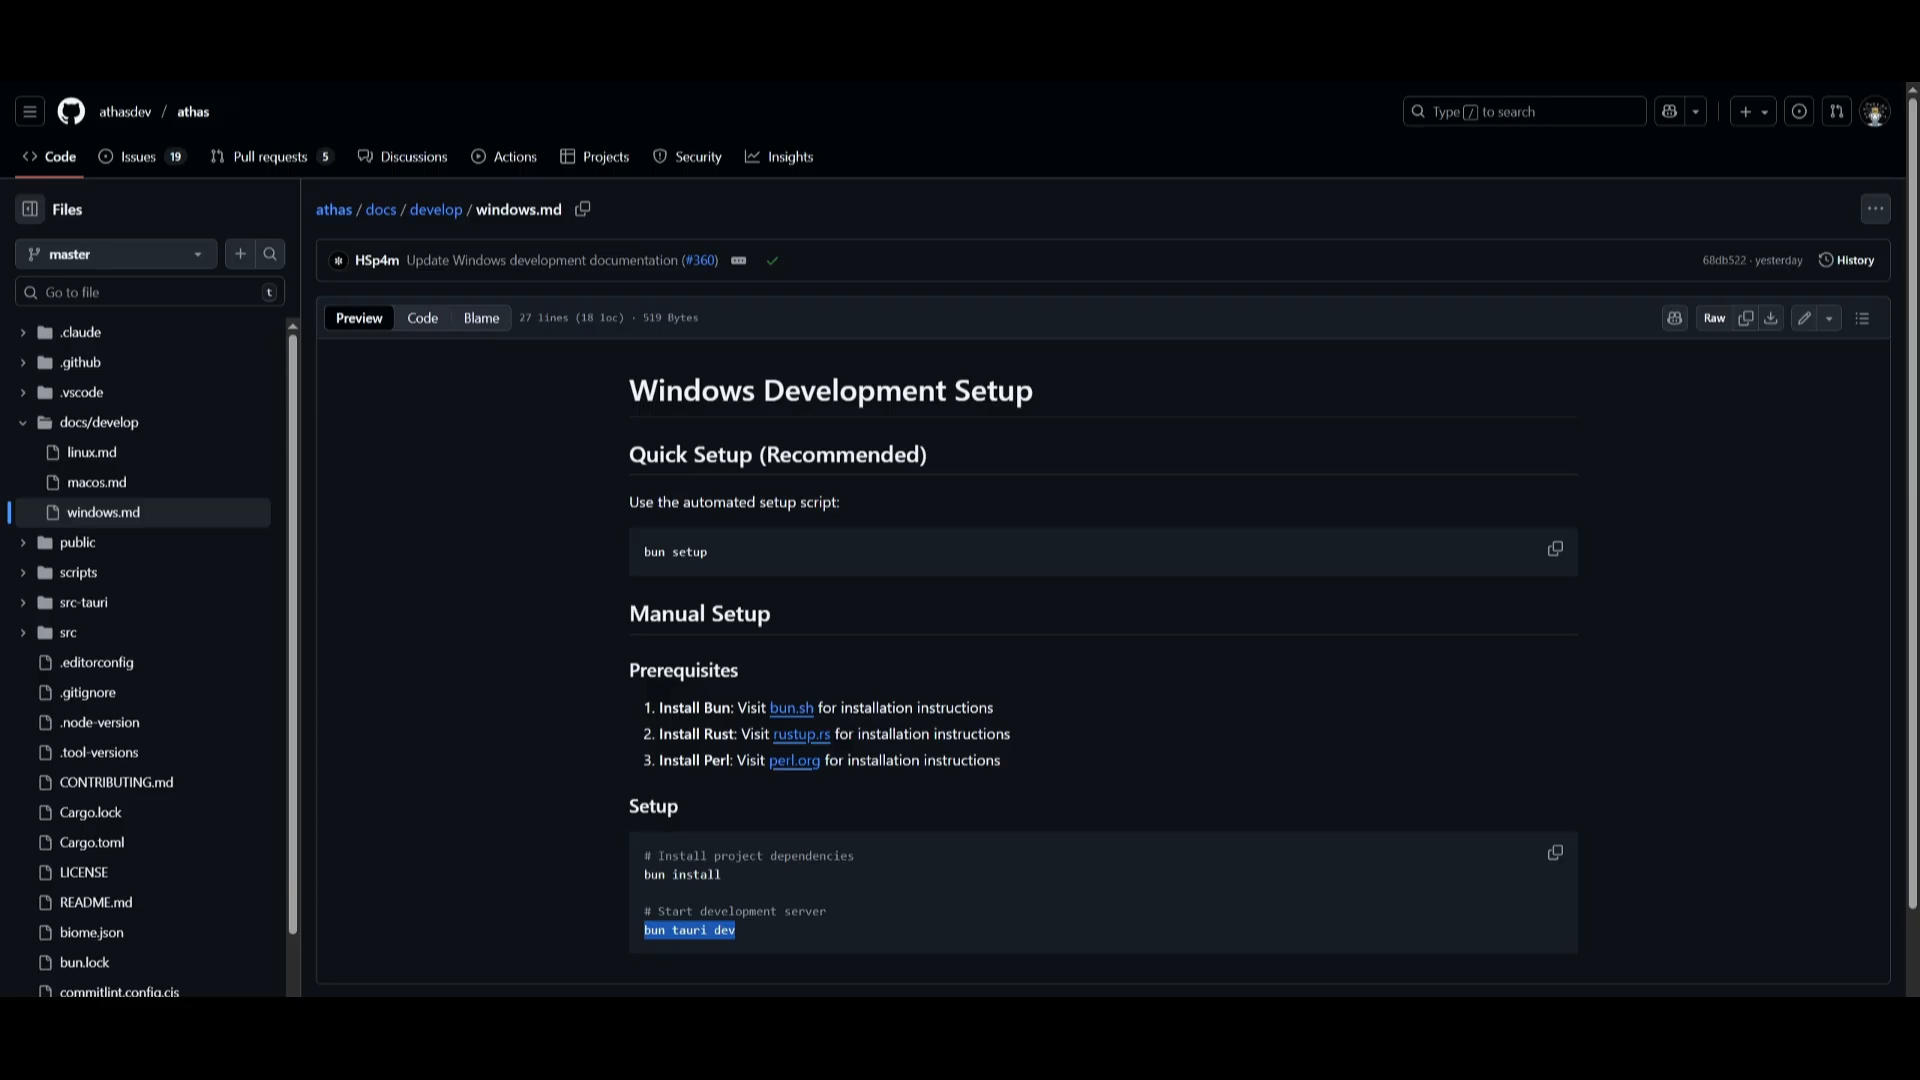 athasdev / athas
Type / to search
Code
Issues 19
Pull requests 5
Discussions
Actions
Projects
Security
Insights
Files
master
Go to file
t
.claude
.github
.vscode
docs/develop
linux.md
macos.md
windows.md
public
scripts
src-tauri
src
.editorconfig
.gitignore
.node-version
.tool-versions
CONTRIBUTING.md
Cargo.lock
Cargo.toml
LICENSE
README.md
biome.json
bun.lock
commitlint.config.cjs
athas / docs / develop / windows.md
HSp4m Update Windows development documentation (#360)
68db522 · yesterday
History
Preview
Code
Blame
27 lines (18 loc) · 519 Bytes
Raw
Windows Development Setup
Quick Setup (Recommended)
Use the automated setup script:
bun setup
Manual Setup
Prerequisites
1. Install Bun: Visit bun.sh for installation instructions
2. Install Rust: Visit rustup.rs for installation instructions
3. Install Perl: Visit perl.org for installation instructions
Setup
# Install project dependencies
bun install
# Start development server
bun tauri dev